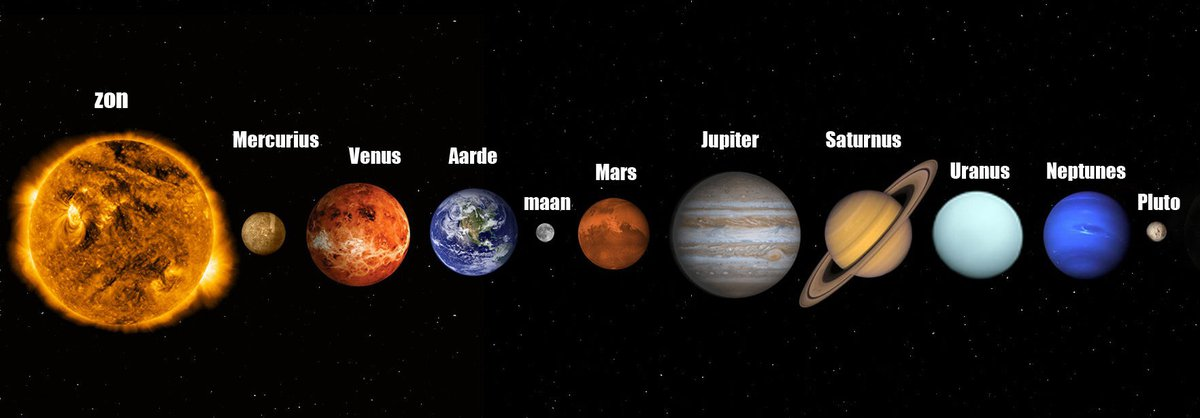 zon
Mercurius
Venus
Aarde
maan
Mars
Jupiter
Saturnus
Uranus
Neptunes
Pluto